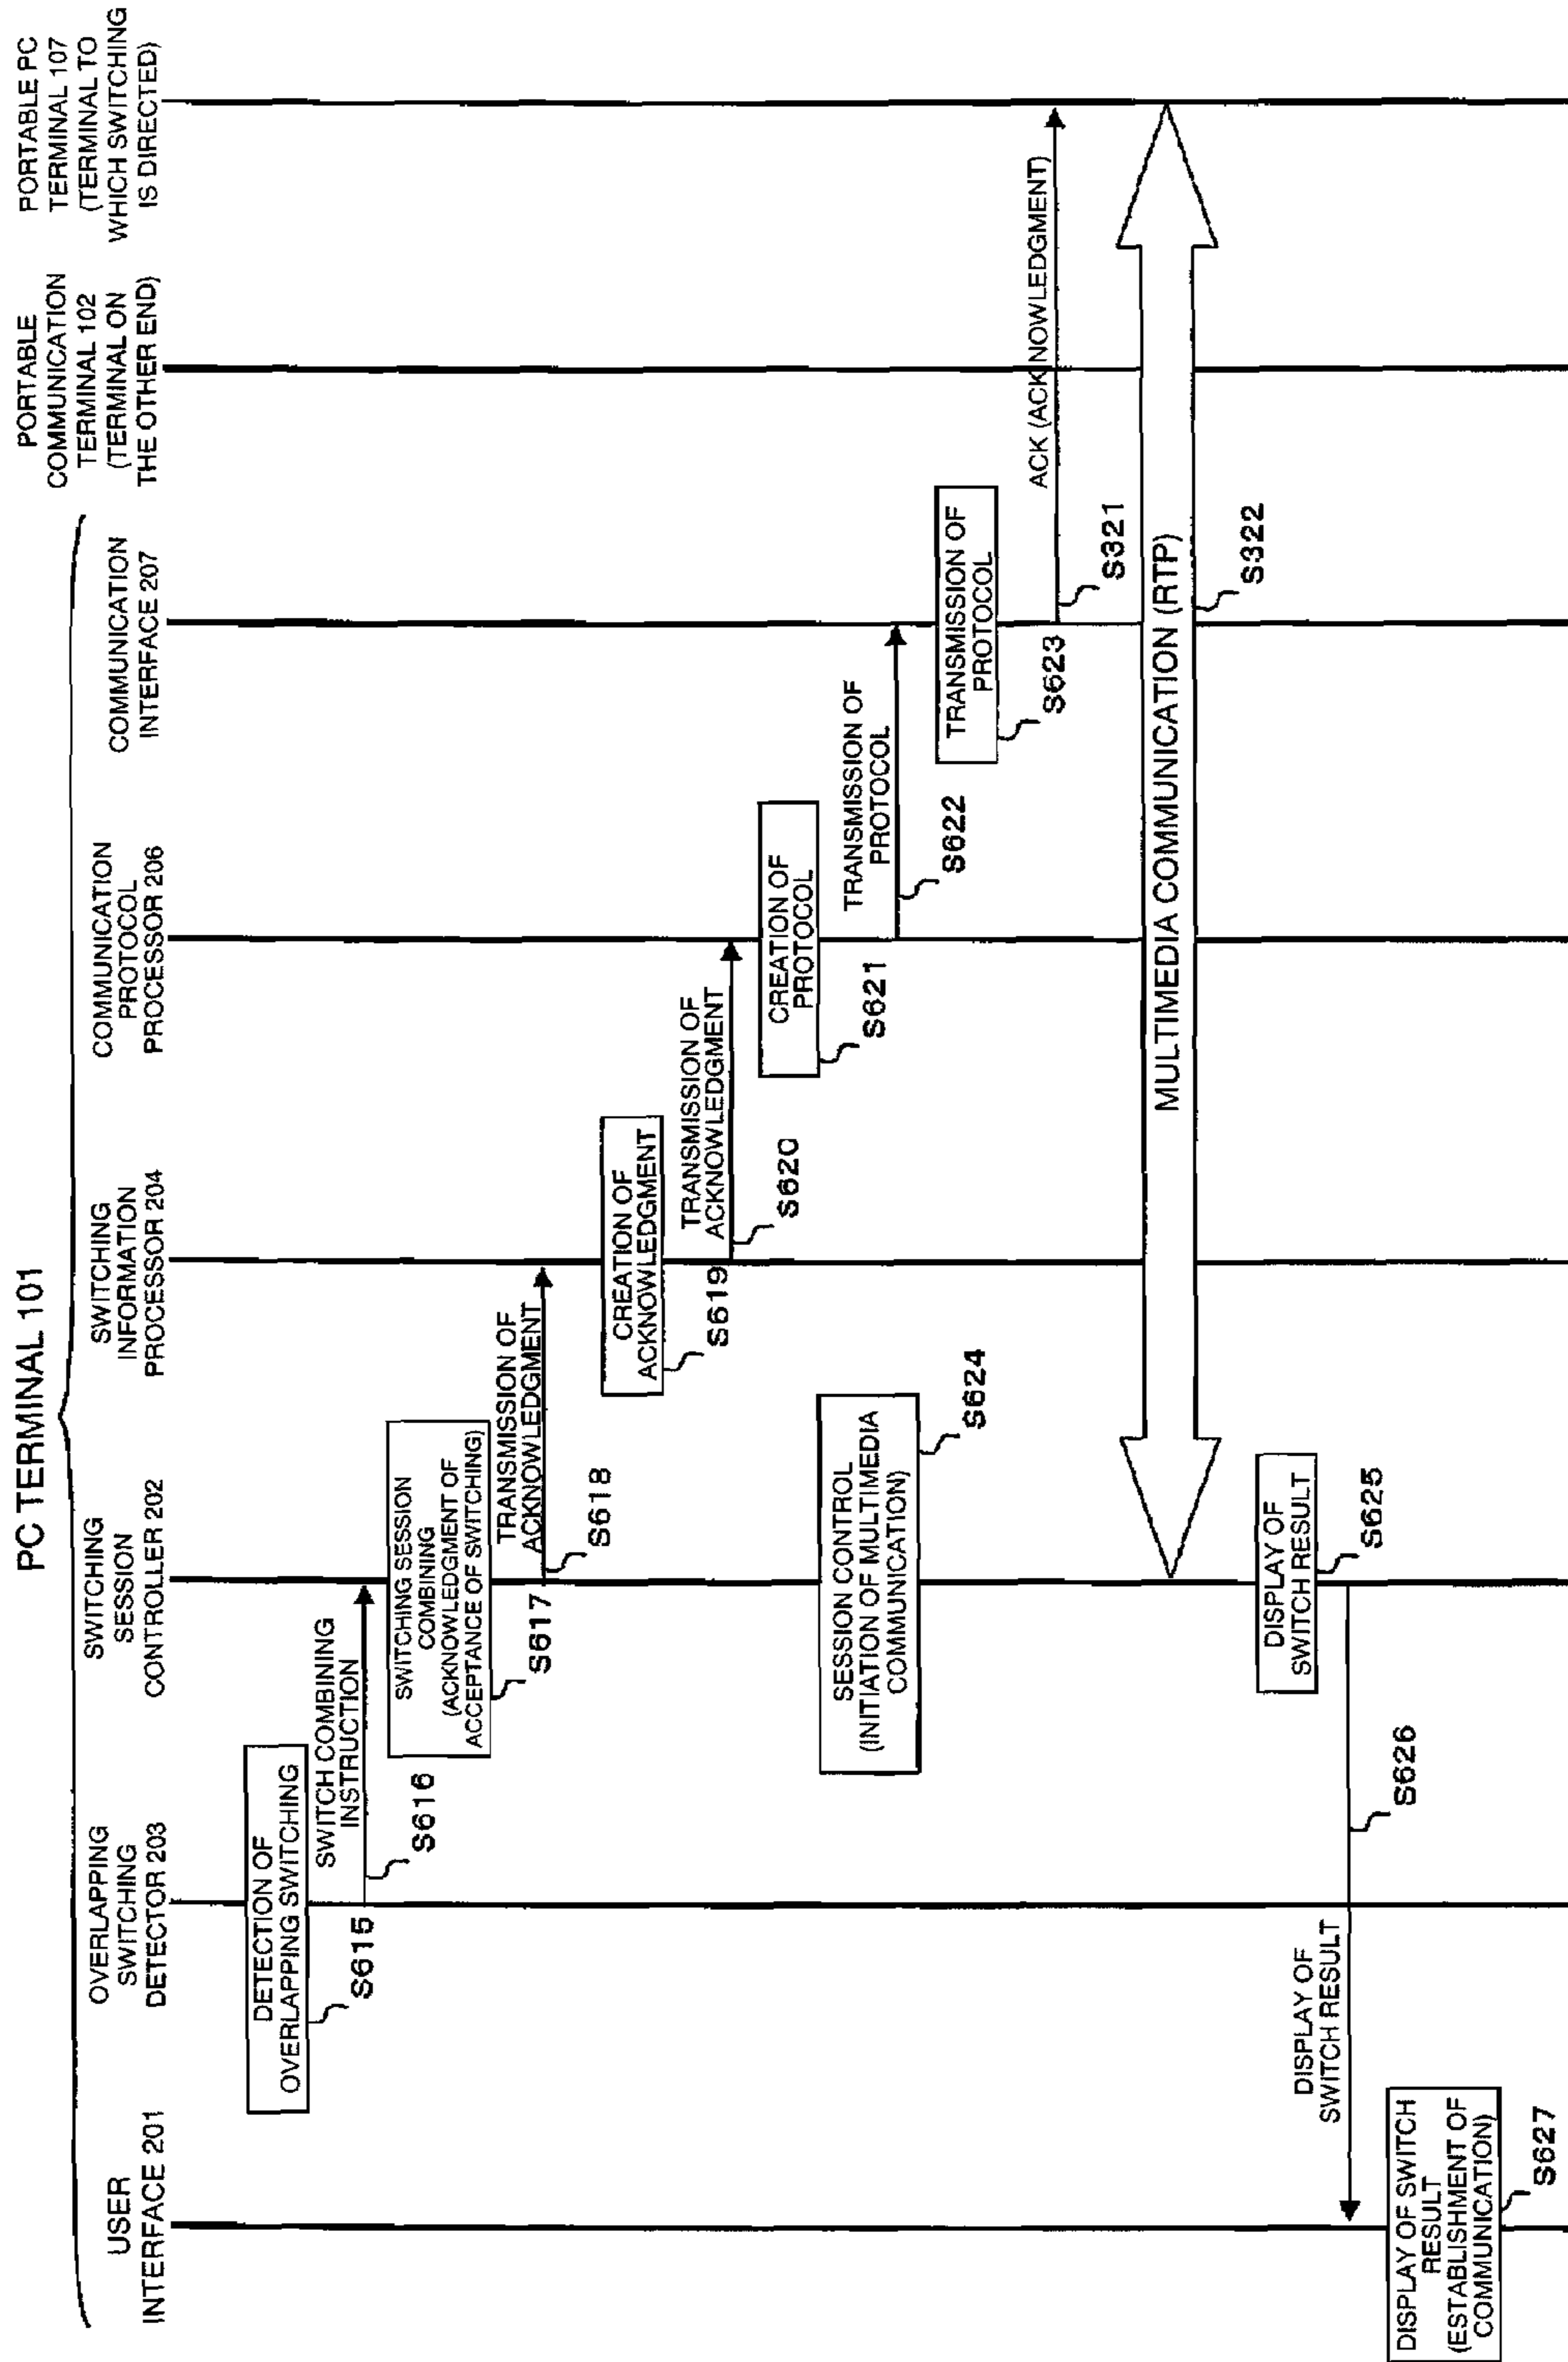 PC TERMINAL 101
USER
INTERFACE 201
OVERLAPPING
SWITCHING
DETECTOR 203
SWITCHING
SESSION
CONTROLLER 202
SWITCHING
INFORMATION
PROCESSOR 204
COMMUNICATION
PROTOCOL
PROCESSOR 206
COMMUNICATION
INTERFACE 207
PORTABLE
COMMUNICATION
TERMINAL 102
(TERMINAL ON
THE OTHER END)
PORTABLE PC
TERMINAL 107
(TERMINAL TO
WHICH SWITCHING
IS DIRECTED)
DETECTION OF
OVERLAPPING SWITCHING
S615
SWITCH COMBINING
INSTRUCTION
S616
SWITCHING SESSION
COMBINING
(ACKNOWLEDGMENT OF
ACCEPTANCE OF SWITCHING)
S617
TRANSMISSION OF
ACKNOWLEDGMENT
S618
CREATION OF
ACKNOWLEDGMENT
S619
TRANSMISSION OF
ACKNOWLEDGMENT
S620
CREATION OF
PROTOCOL
S621
TRANSMISSION OF
PROTOCOL
S622
TRANSMISSION OF
PROTOCOL
S623
SESSION CONTROL
(INITIATION OF MULTIMEDIA
COMMUNICATION)
S624
ACK (ACKNOWLEDGMENT)
S321
MULTIMEDIA COMMUNICATION (RTP)
S322
DISPLAY OF
SWITCH RESULT
S625
DISPLAY OF
SWITCH RESULT
S626
DISPLAY OF SWITCH
RESULT
(ESTABLISHMENT OF
COMMUNICATION)
S627